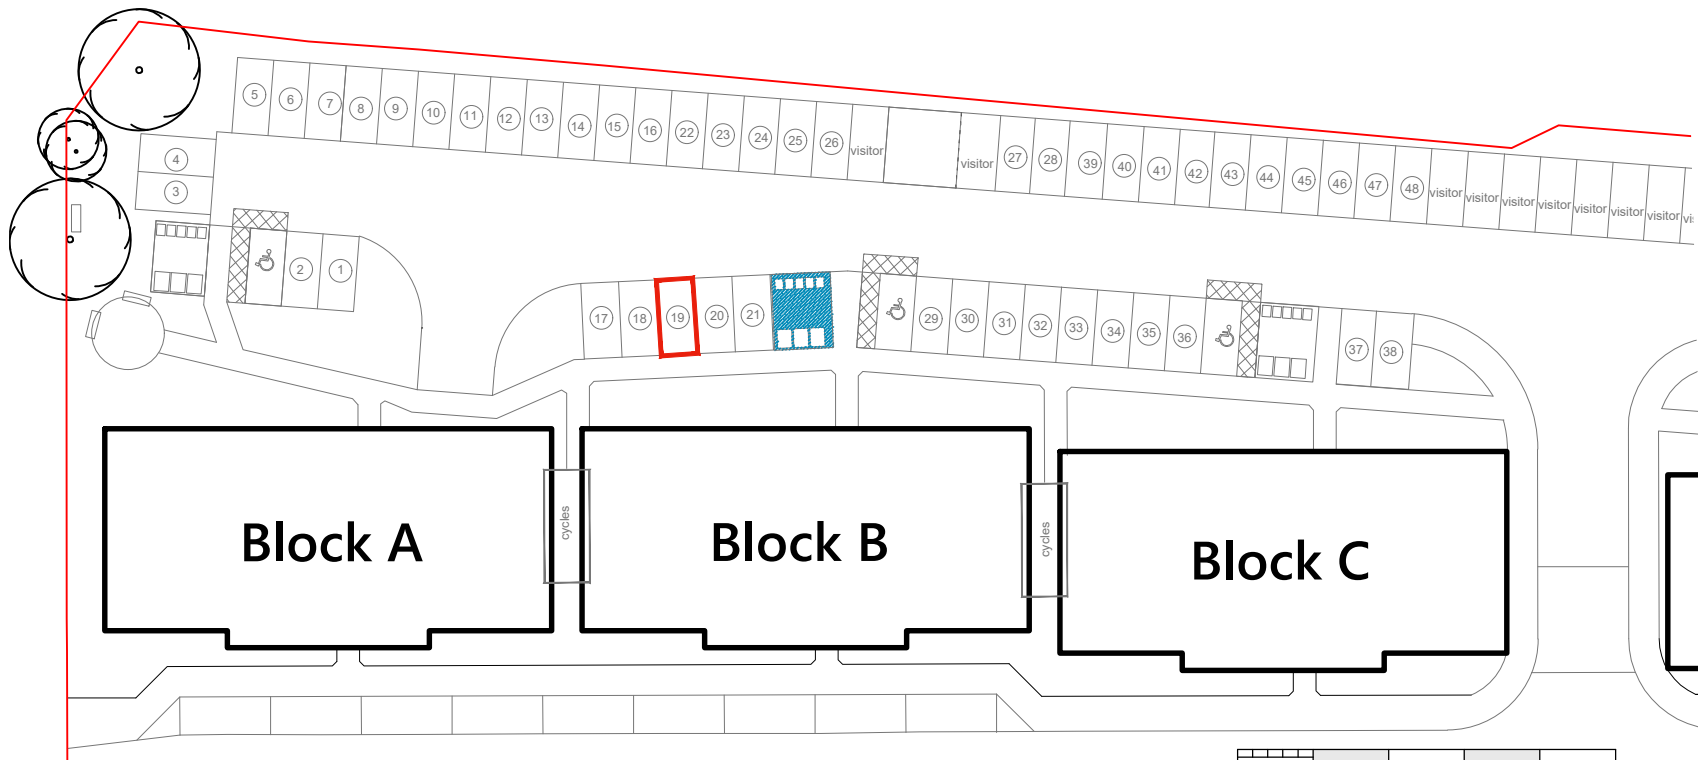 5 6 7 8 9 10 11 12 13 14 15 16 22 23 24 25 26 visitor visitor 27 28 39 40 41 42 43 44 45 46 47 48 visitor visitor visitor visitor visitor visitor visitor
4
3
2 1
17 18 19 20 21
29 30 31 32 33 34 35 36
37 38
cycles
cycles
Block A
Block B
Block C